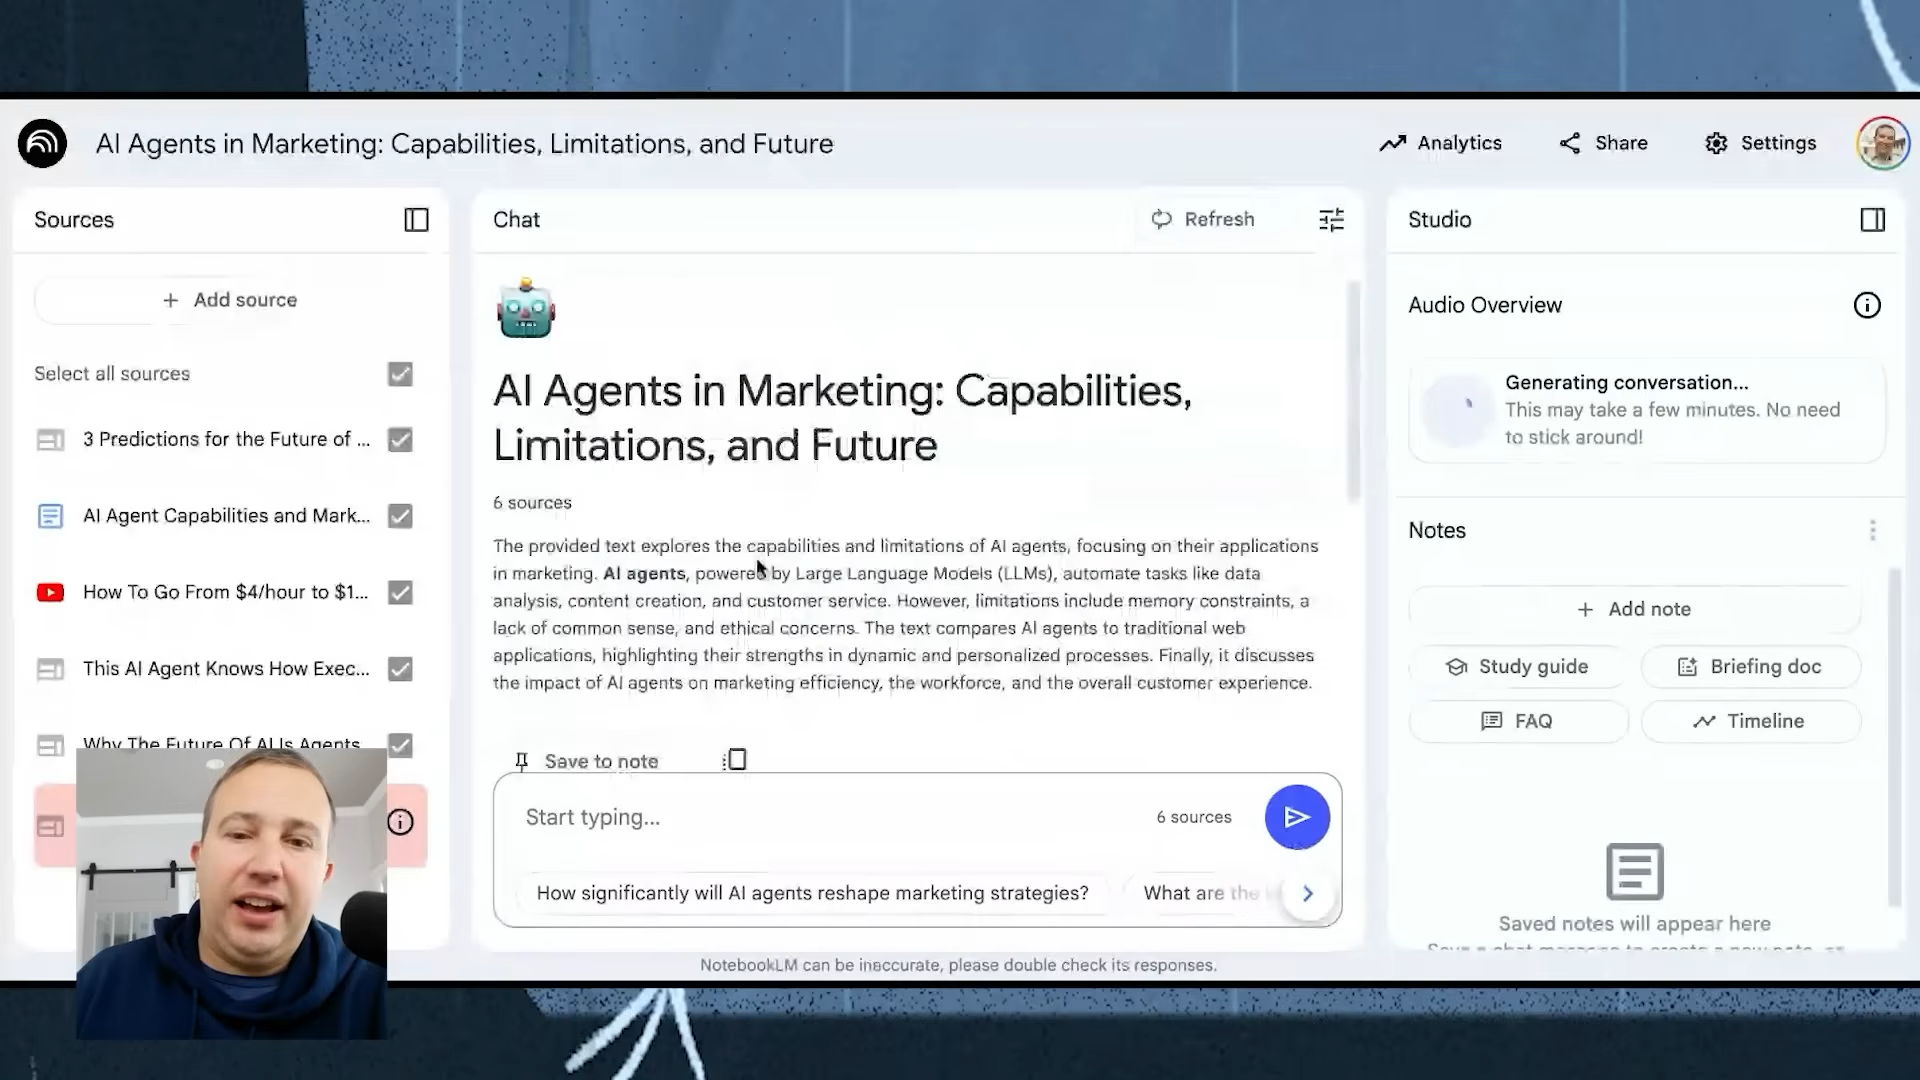 AI Agents in Marketing: Capabilities, Limitations, and Future
Analytics
Share
Settings
Sources
Add source
Select all sources
3 Predictions for the Future of ...
AI Agent Capabilities and Mark...
How To Go From $4/hour to $1...
This AI Agent Knows How Exec...
Why The Future Of AI Is Agents
Chat
Refresh
AI Agents in Marketing: Capabilities,
Limitations, and Future
6 sources
The provided text explores the capabilities and limitations of AI agents, focusing on their applications
in marketing. AI agents, powered by Large Language Models (LLMs), automate tasks like data
analysis, content creation, and customer service. However, limitations include memory constraints, a
lack of common sense, and ethical concerns. The text compares AI agents to traditional web
applications, highlighting their strengths in dynamic and personalized processes. Finally, it discusses
the impact of AI agents on marketing efficiency, the workforce, and the overall customer experience.
Save to note
Start typing...
6 sources
How significantly will AI agents reshape marketing strategies?
What are the
NotebookLM can be inaccurate, please double check its responses.
Studio
Audio Overview
Generating conversation...
This may take a few minutes. No need
to stick around!
Notes
Add note
Study guide
Briefing doc
FAQ
Timeline
Saved notes will appear here